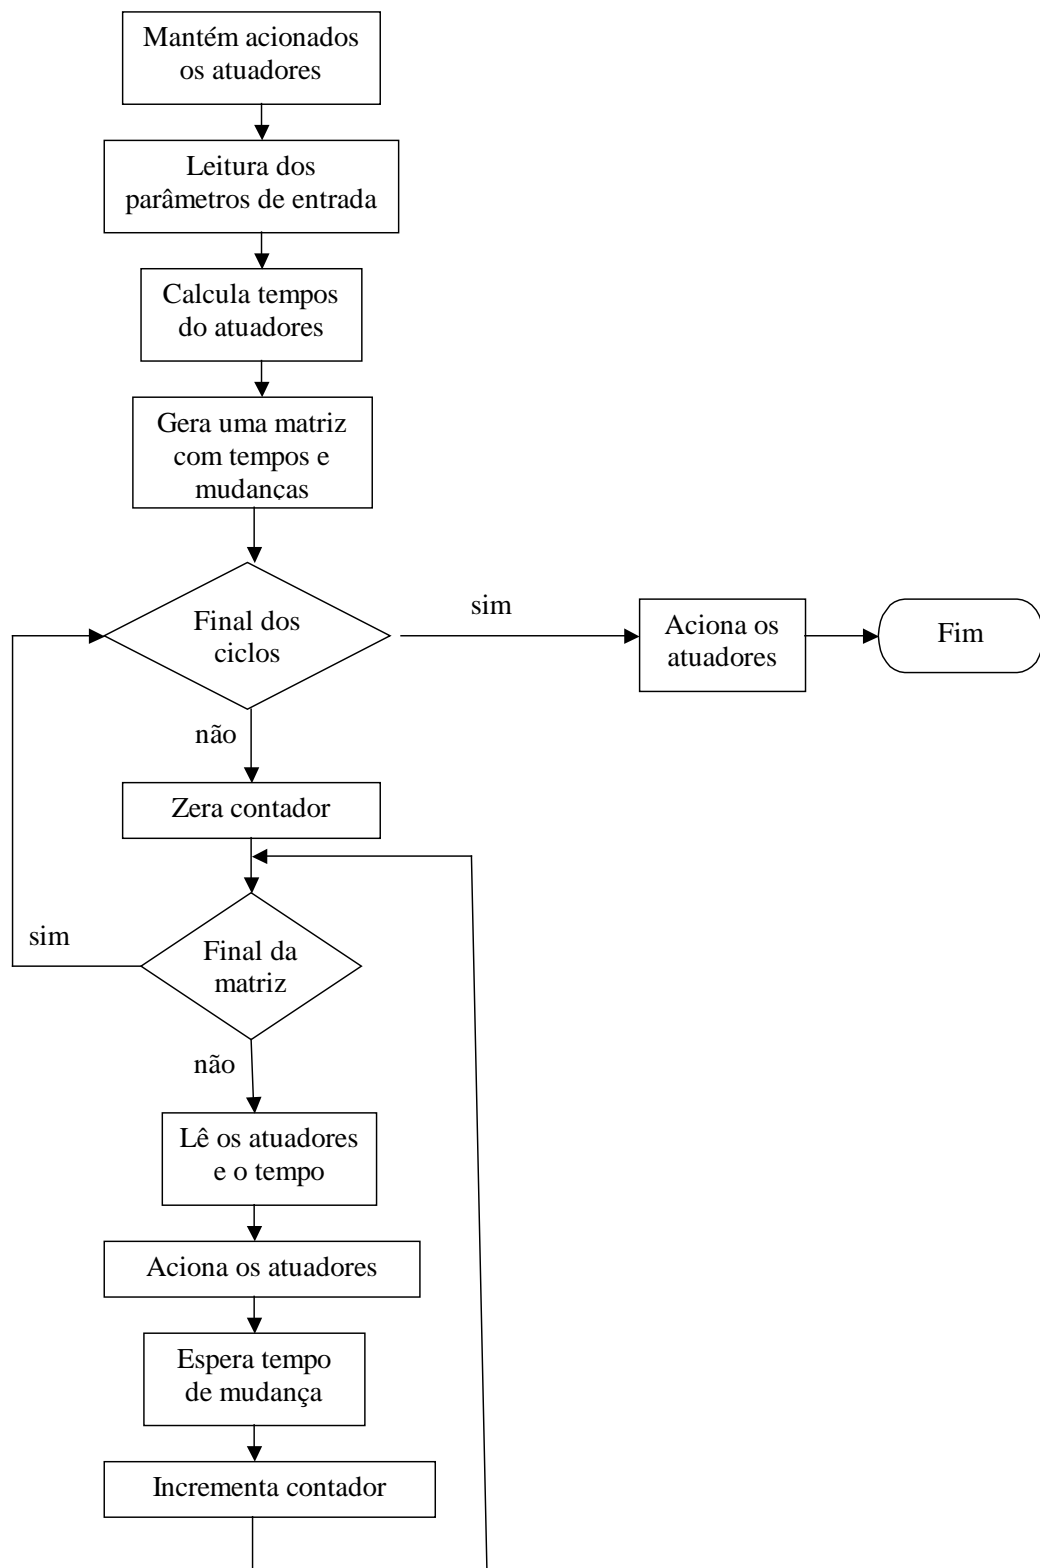 Mantém acionados
os atuadores
Leitura dos
parâmetros de entrada
Calcula tempos
do atuadores
Gera uma matriz
com tempos e
mudanças
Final dos
ciclos
sim
Aciona os
atuadores
Fim
não
Zera contador
sim
Final da
matriz
não
Lê os atuadores
e o tempo
Aciona os atuadores
Espera tempo
de mudança
Incrementa contador